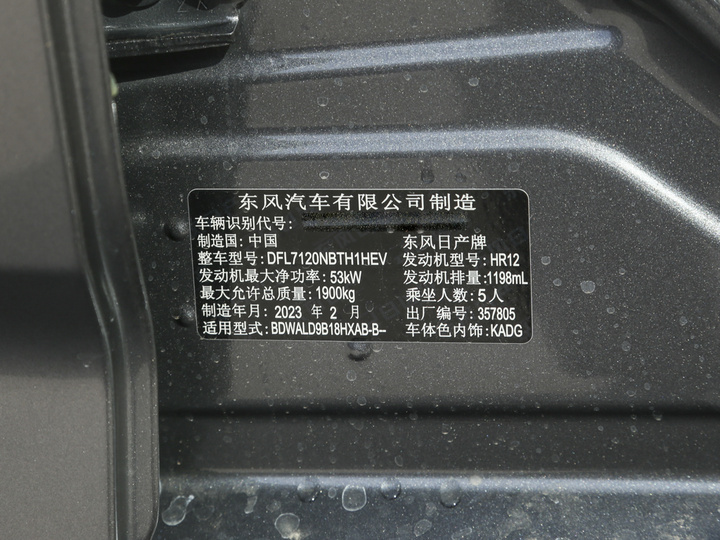 东风汽车有限公司制造
车辆识别代号:
制造国: 中国 东风日产牌
整车型号: DFL7120NBTH1HEV 发动机型号: HR12
发动机最大净功率: 53kW 发动机排量: 1198mL
最大允许总质量: 1900kg 乘坐人数: 5人
制造年月: 2023 年 2 月 出厂编号: 357805
适用型式: BDWALD9B18HXAB-B-- 车体色内饰: KADG